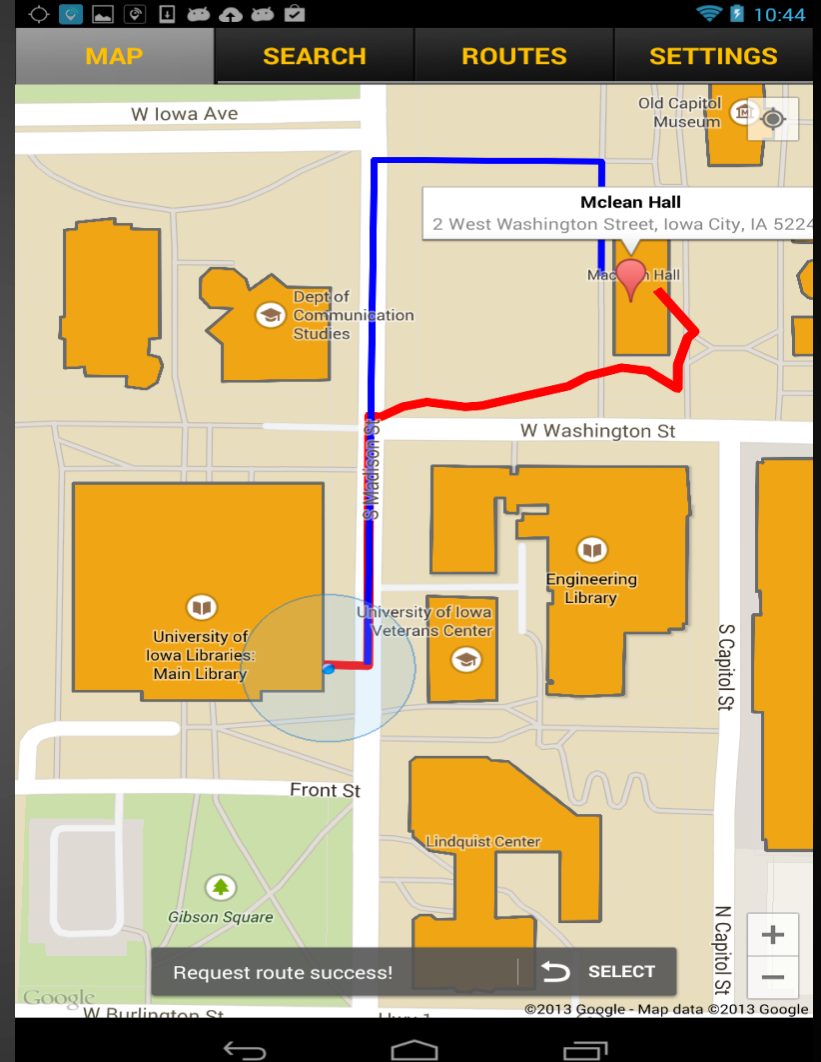 10:44
MAP
SEARCH
ROUTES
SETTINGS
W Iowa Ave
Old Capitol
Museum
Mclean Hall
2 West Washington Street, Iowa City, IA 5224
Hall
Dept of
Communication
Studies
W Washington St
S Madison St
Engineering
Library
University of Iowa
Veterans Center
University of
Iowa Libraries:
Main Library
S Capitol St
Front St
Lindquist Center
Gibson Square
N Capitol St
Request route success!
SELECT
+
−
Google
W Burlington St
Hwy 1
©2013 Google - Map data ©2013 Google